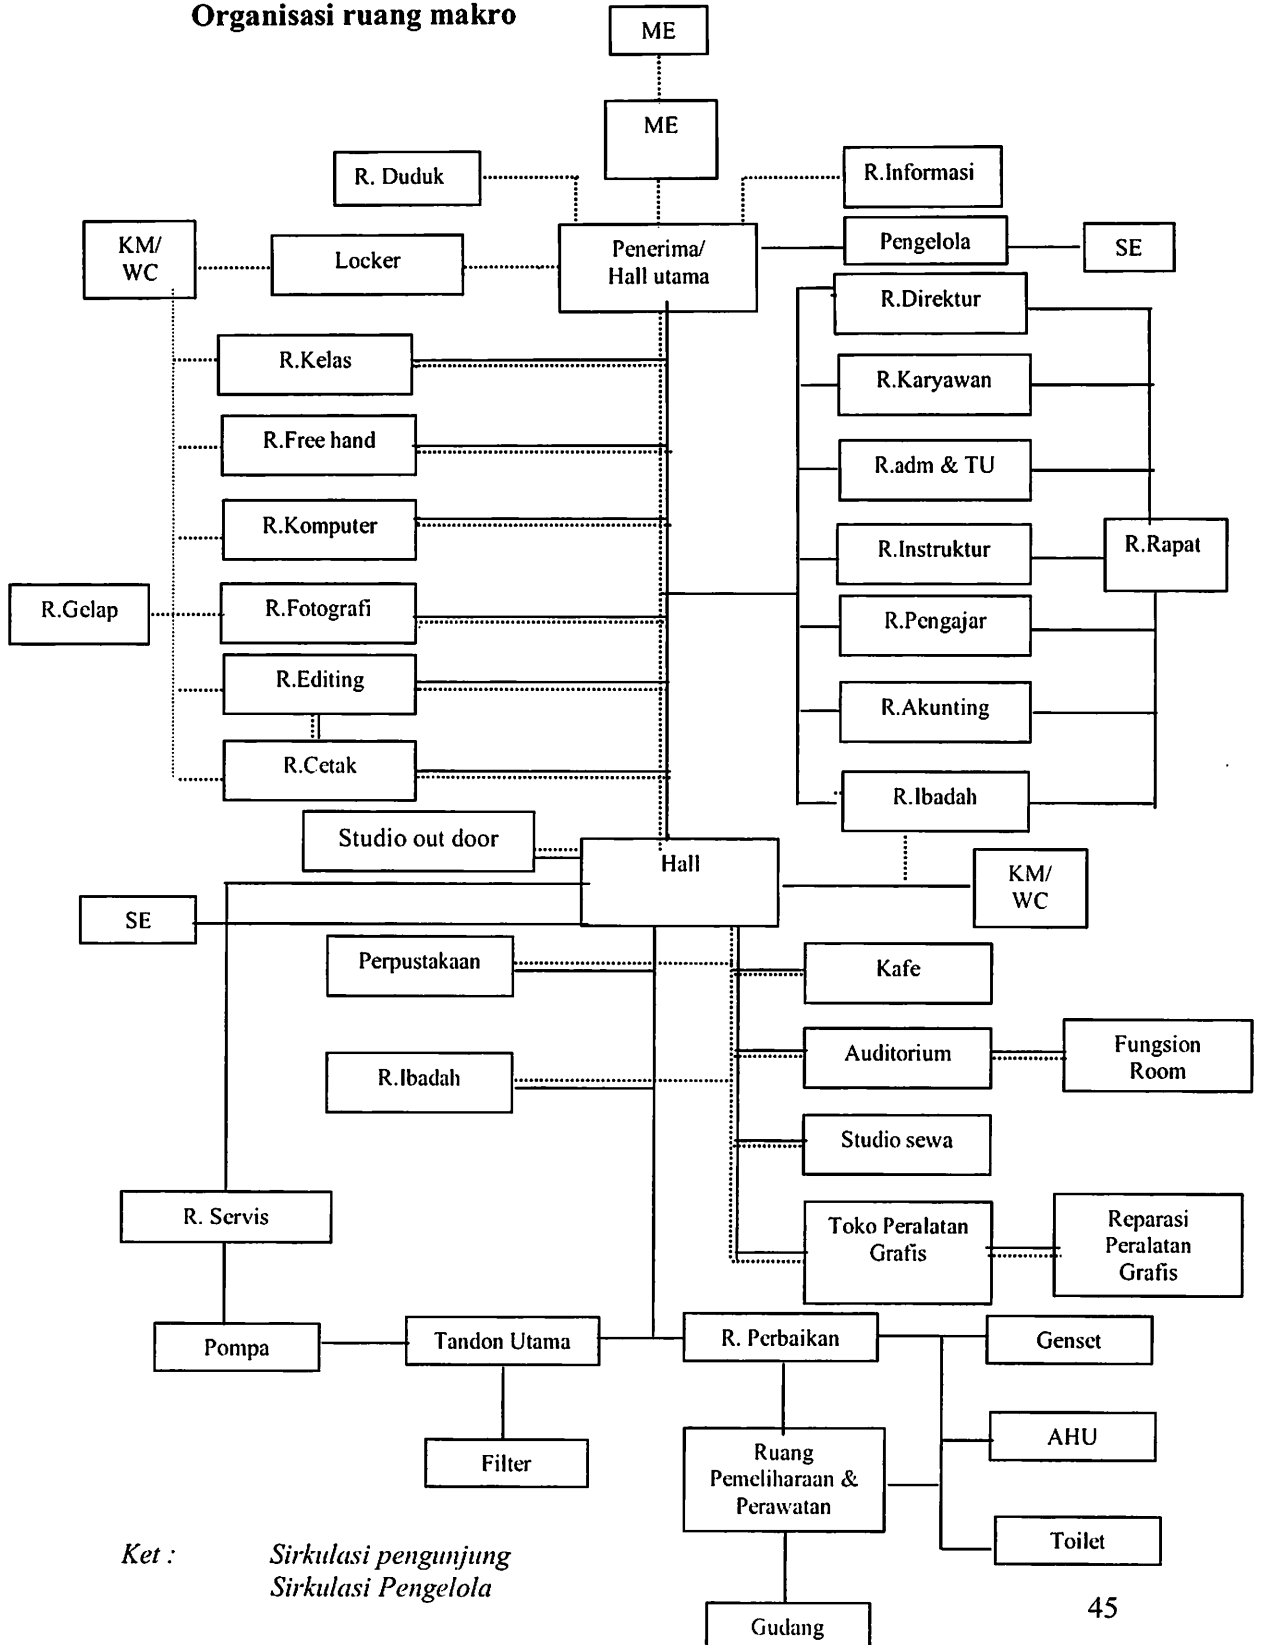 Organisasi ruang makro
ME
ME
R. Duduk
R.Informasi
KM/
WC
Locker
Penerima/
Hall utama
Pengelola
SE
R.Direktur
R.Kelas
R.Karyawan
R.Free hand
R.adm & TU
R.Komputer
R.Instruktur
R.Rapat
R.Gelap
R.Fotografi
R.Pengajar
R.Editing
R.Akunting
R.Cetak
R.Ibadah
Studio out door
Hall
KM/
WC
SE
Perpustakaan
Kafe
Auditorium
Fungsion
Room
R.Ibadah
Studio sewa
R. Servis
Toko Peralatan
Grafis
Reparasi
Peralatan
Grafis
Pompa
Tandon Utama
R. Perbaikan
Genset
Filter
Ruang
Pemeliharaan &
Perawatan
AHU
Toilet
Ket :
Sirkulasi pengunjung
Sirkulasi Pengelola
Gudang
45